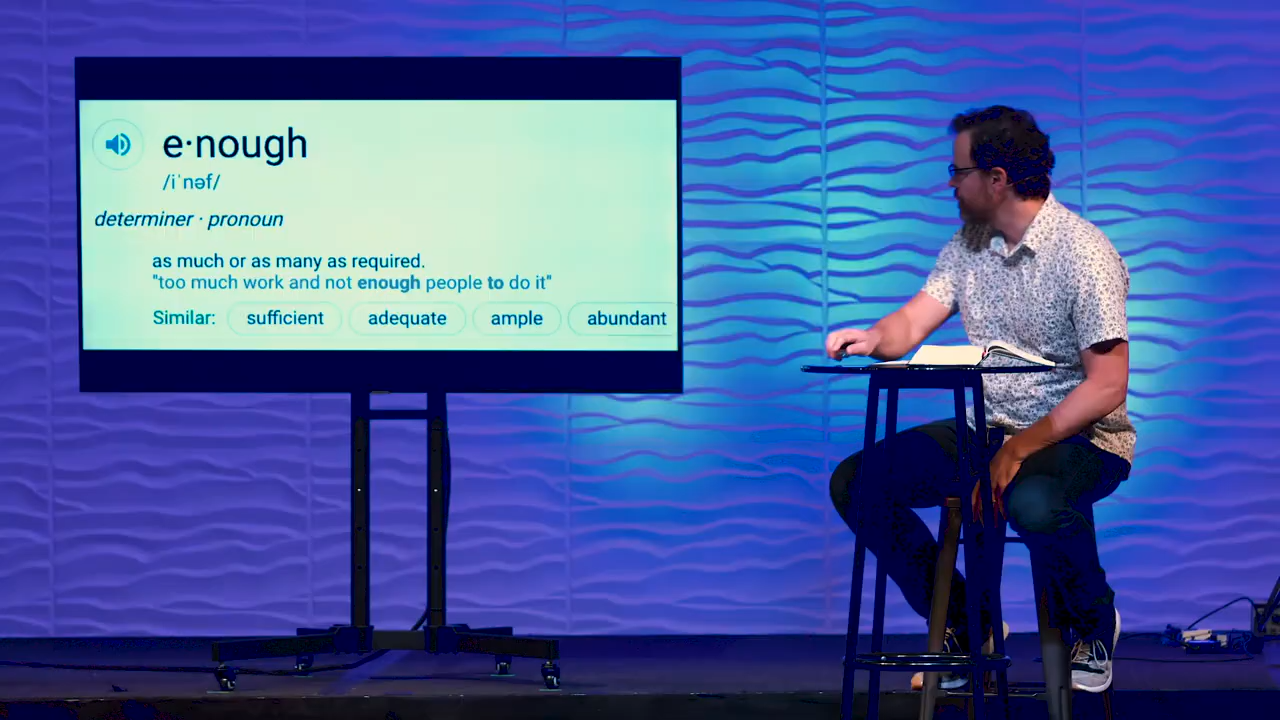 e·nough
/iˈnəf/
determiner · pronoun
as much or as many as required.
"too much work and not enough people to do it"
Similar: sufficient adequate ample abundant